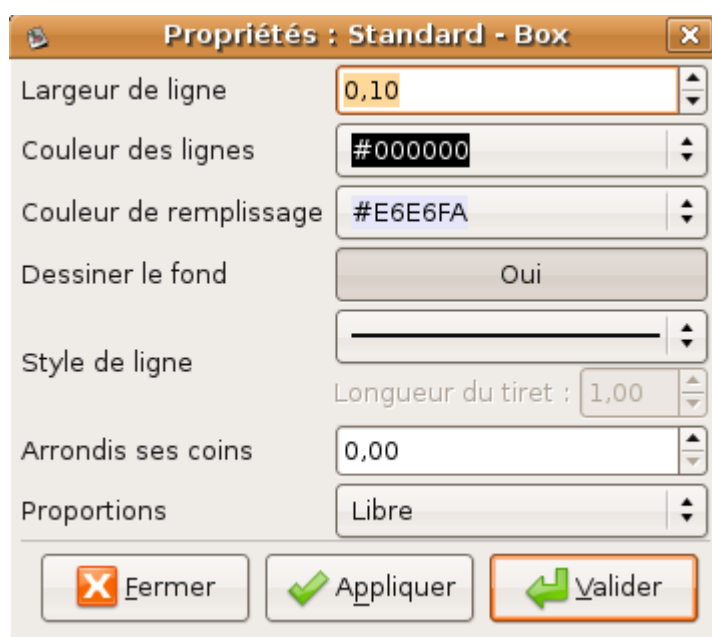 Propriétés : Standard - Box
Largeur de ligne 0,10
Couleur des lignes #000000
Couleur de remplissage #E6E6FA
Dessiner le fond Oui
Style de ligne
Longueur du tiret : 1,00
Arrondis ses coins 0,00
Proportions Libre
Fermer Appliquer Valider